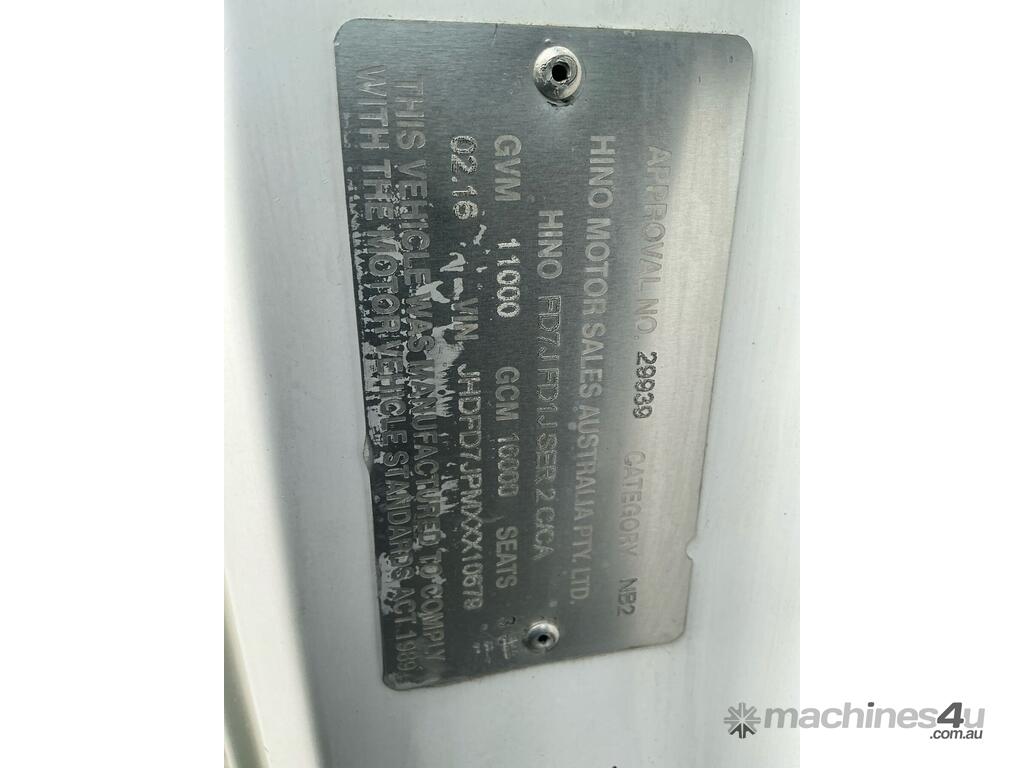 APPROVAL NO. 29939 CATEGORY NB2
HINO MOTOR SALES AUSTRALIA PTY. LTD.
HINO FD7J FD1J SER 2 C/CA
GVM 11000 GCM 16000 SEATS 3
02.16 VIN JHDFD7JPMXXX10679
THIS VEHICLE WAS MANUFACTURED TO COMPLY
WITH THE MOTOR VEHICLE STANDARDS ACT. 1989
machines4u
.com.au